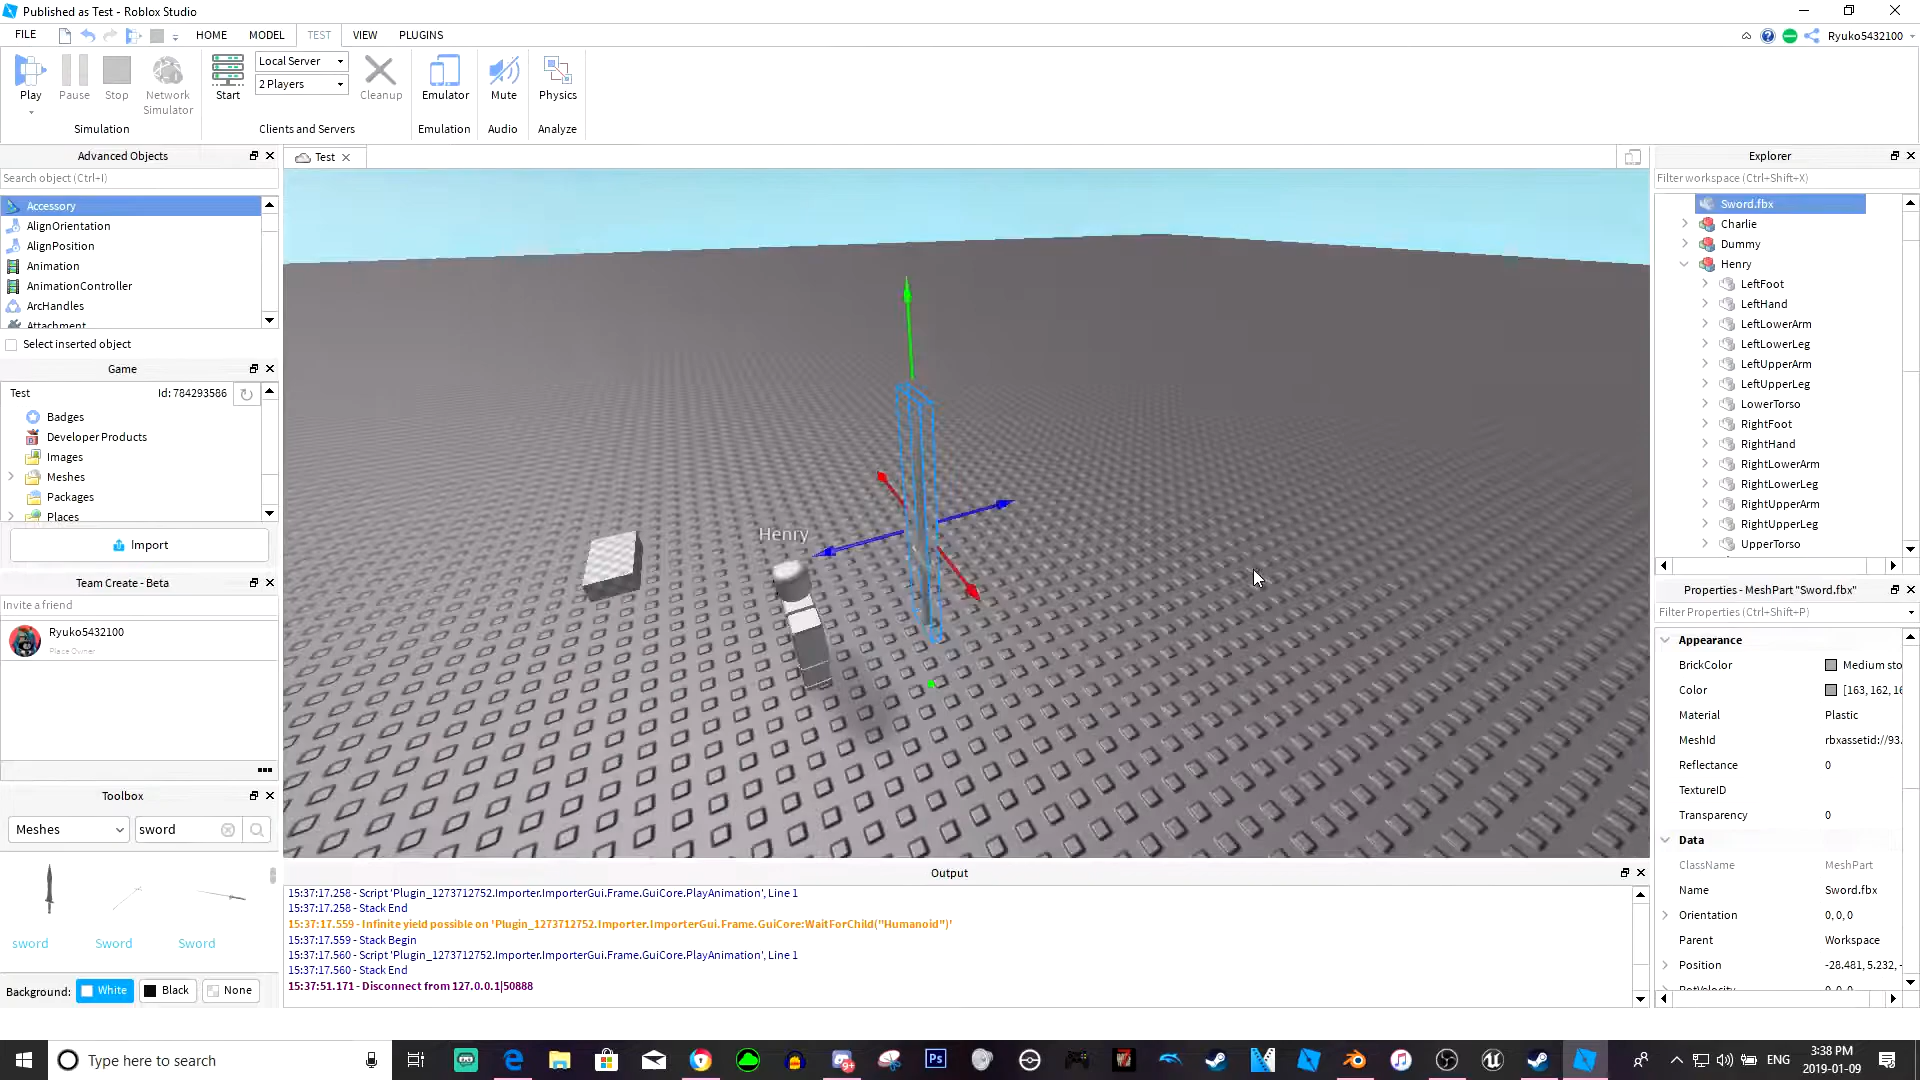 Published as Test - Roblox Studio
FILE
HOME
MODEL
TEST
VIEW
PLUGINS
Ryuko5432100
Play
Pause
Stop
Network
Simulator
Simulation
Start
Local Server
2 Players
Cleanup
Clients and Servers
Emulator
Emulation
Mute
Audio
Physics
Analyze
Advanced Objects
Search object (Ctrl+I)
Accessory
AlignOrientation
AlignPosition
Animation
AnimationController
ArcHandles
Attachment
Select inserted object
Game
Test
Id: 784293586
Badges
Developer Products
Images
Meshes
Packages
Places
Import
Team Create - Beta
Invite a friend
Ryuko5432100
Place Owner
Toolbox
Meshes
sword
sword
Sword
Sword
Background:
White
Black
None
Test
Henry
Output
15:37:17.258 - Script 'Plugin_1273712752.Importer.ImporterGui.Frame.GuiCore.PlayAnimation', Line 1
15:37:17.258 - Stack End
15:37:17.559 - Infinite yield possible on 'Plugin_1273712752.Importer.ImporterGui.Frame.GuiCore:WaitForChild("Humanoid")'
15:37:17.559 - Stack Begin
15:37:17.560 - Script 'Plugin_1273712752.Importer.ImporterGui.Frame.GuiCore.PlayAnimation', Line 1
15:37:17.560 - Stack End
15:37:51.171 - Disconnect from 127.0.0.1|50888
Explorer
Filter workspace (Ctrl+Shift+X)
Sword.fbx
Charlie
Dummy
Henry
LeftFoot
LeftHand
LeftLowerArm
LeftLowerLeg
LeftUpperArm
LeftUpperLeg
LowerTorso
RightFoot
RightHand
RightLowerArm
RightLowerLeg
RightUpperArm
RightUpperLeg
UpperTorso
Properties - MeshPart "Sword.fbx"
Filter Properties (Ctrl+Shift+P)
Appearance
BrickColor
Medium sto
Color
[163, 162, 16
Material
Plastic
MeshId
rbxassetid://93.
Reflectance
0
TextureID
Transparency
0
Data
ClassName
MeshPart
Name
Sword.fbx
Orientation
0, 0, 0
Parent
Workspace
Position
-28.481, 5.232, -
RotVelocity
0, 0, 0
Type here to search
Ps
9+
ENG
3:38 PM
2019-01-09